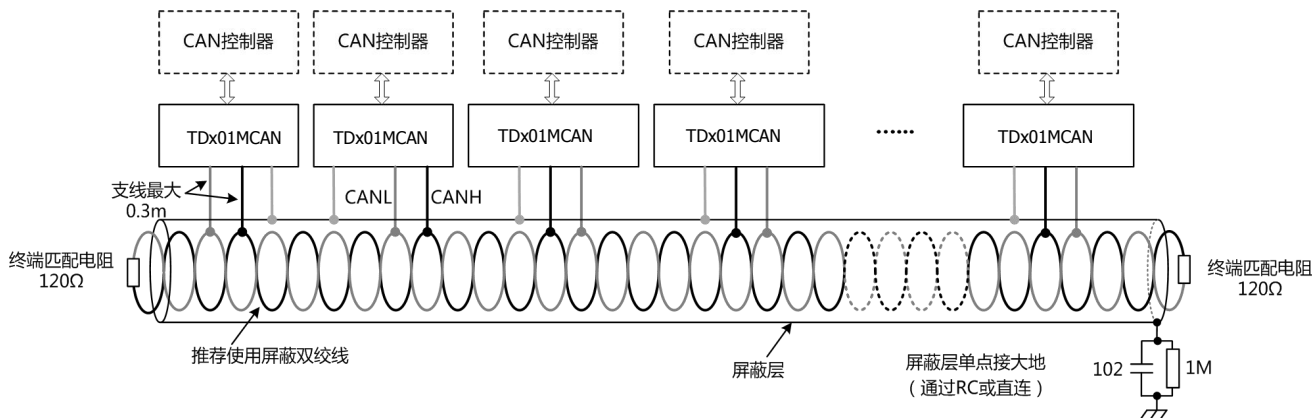 CAN控制器
CAN控制器
CAN控制器
CAN控制器
CAN控制器
TDx01MCAN
TDx01MCAN
TDx01MCAN
TDx01MCAN
······
TDx01MCAN
支线最大
0.3m
CANL
CANH
终端匹配电阻
120Ω
终端匹配电阻
120Ω
推荐使用屏蔽双绞线
屏蔽层
屏蔽层单点接大地
（通过RC或直连）
102
1M